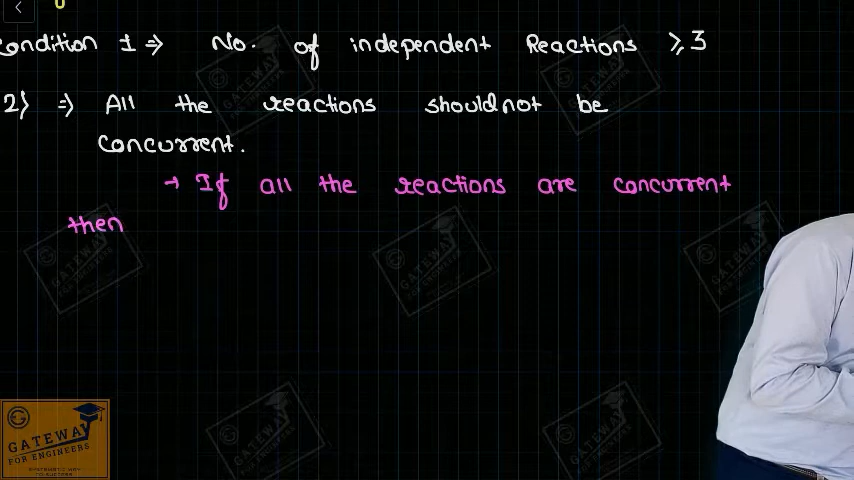 Condition 1 ⇒ No. of independent Reactions ⩾ 3
2) ⇒ All the reactions should not be
concurrent.
→ If all the reactions are concurrent
then
GATEWAY
FOR ENGINEERS